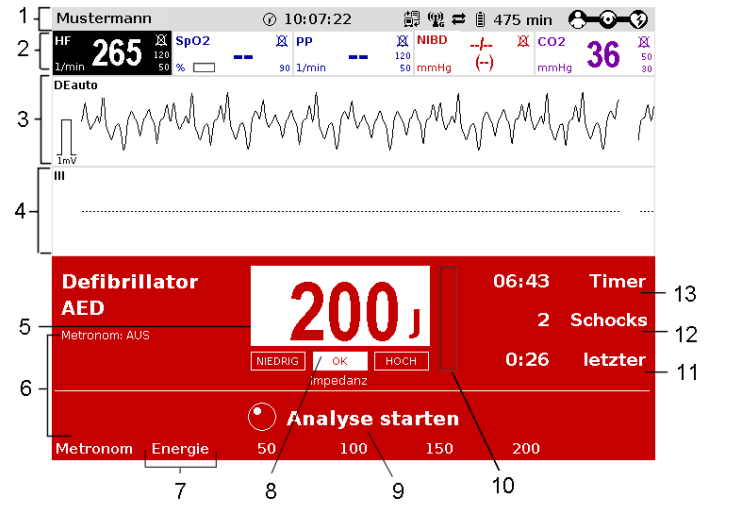 1 Mustermann 10:07:22 G 475 min
2 HF 1/min 265 120 50 SpO2 % -- 90 PP 1/min -- 120 50 NIBD mmHg --/-- (--) CO2 mmHg 36 50 30
DEauto
3
1mV
III
4
Defibrillator 200 J 06:43 Timer 13
AED 2 Schocks 12
5
Metronom: AUS
NIEDRIG OK HOCH 0:26 letzter 11
Impedanz
6
Analyse starten
Metronom Energie 50 100 150 200
7 8 9 10